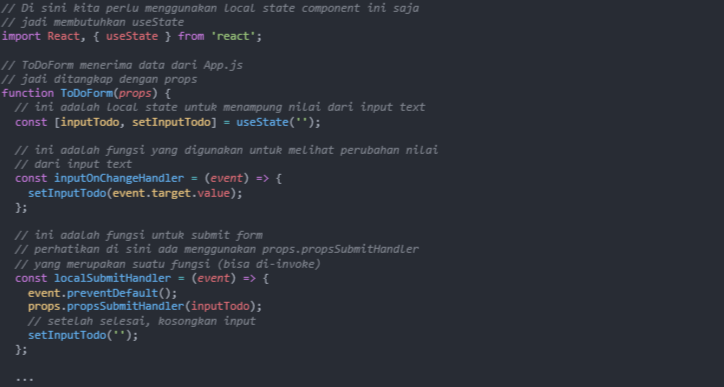 // Di sini kita perlu menggunakan local state component ini saja
// jadi membutuhkan useState
import React, { useState } from 'react';

// ToDoForm menerima data dari App.js
// jadi ditangkap dengan props
function ToDoForm(props) {
  // ini adalah local state untuk menampung nilai dari input text
  const [inputTodo, setInputTodo] = useState('');

  // ini adalah fungsi yang digunakan untuk melihat perubahan nilai
  // dari input text
  const inputOnChangeHandler = (event) => {
    setInputTodo(event.target.value);
  };

  // ini adalah fungsi untuk submit form
  // perhatikan di sini ada menggunakan props.propsSubmitHandler
  // yang merupakan suatu fungsi (bisa di-invoke)
  const localSubmitHandler = (event) => {
    event.preventDefault();
    props.propsSubmitHandler(inputTodo);
    // setelah selesai, kosongkan input
    setInputTodo('');
  };

  ...